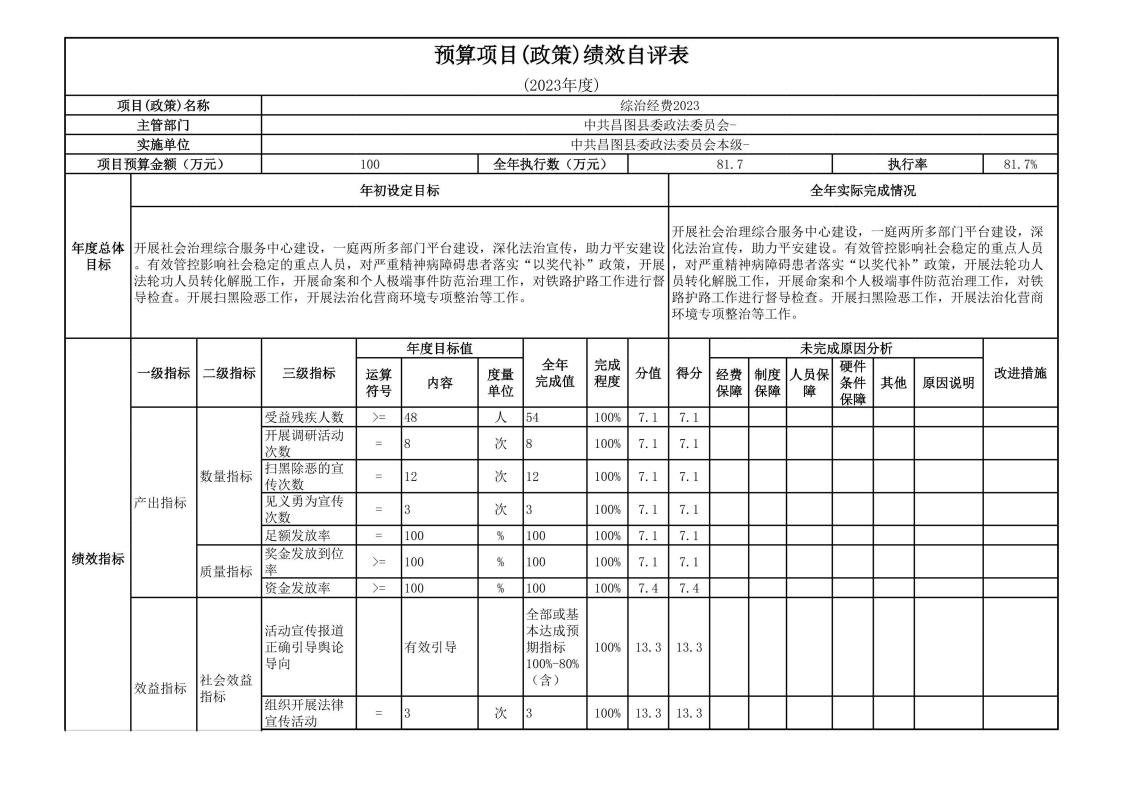 预算项目(政策)绩效自评表
(2023年度)
项目(政策)名称 综治经费2023
主管部门 中共昌图县委政法委员会-
实施单位 中共昌图县委政法委员会本级-
项目预算金额（万元） 100 全年执行数（万元） 81.7 执行率 81.7%
年度总体
目标
年初设定目标 全年实际完成情况
开展社会治理综合服务中心建设，一庭两所多部门平台建设，深化法治宣传，助力平安建设
。有效管控影响社会稳定的重点人员，对严重精神病障碍患者落实“以奖代补”政策，开展
法轮功人员转化解脱工作，开展命案和个人极端事件防范治理工作，对铁路护路工作进行督
导检查。开展扫黑除恶工作，开展法治化营商环境专项整治等工作。
开展社会治理综合服务中心建设，一庭两所多部门平台建设，深
化法治宣传，助力平安建设。有效管控影响社会稳定的重点人员
，对严重精神病障碍患者落实“以奖代补”政策，开展法轮功人
员转化解脱工作，开展命案和个人极端事件防范治理工作，对铁
路护路工作进行督导检查。开展扫黑除恶工作，开展法治化营商
环境专项整治等工作。
绩效指标
一级指标 二级指标 三级指标
年度目标值
运算
符号
内容
度量
单位
全年
完成值
完成
程度
分值 得分
未完成原因分析
经费
保障
制度
保障
人员保
障
硬件
条件
保障
其他 原因说明
改进措施
产出指标
数量指标
受益残疾人数 >= 48 人 54 100% 7.1 7.1
开展调研活动
次数
= 8 次 8 100% 7.1 7.1
扫黑除恶的宣
传次数
= 12 次 12 100% 7.1 7.1
见义勇为宣传
次数
= 3 次 3 100% 7.1 7.1
足额发放率 = 100 % 100 100% 7.1 7.1
质量指标
奖金发放到位
率
>= 100 % 100 100% 7.1 7.1
资金发放率 >= 100 % 100 100% 7.4 7.4
效益指标
社会效益
指标
活动宣传报道
正确引导舆论
导向
有效引导
全部或基
本达成预
期指标
100%-80%
（含）
100% 13.3 13.3
组织开展法律
宣传活动
= 3 次 3 100% 13.3 13.3